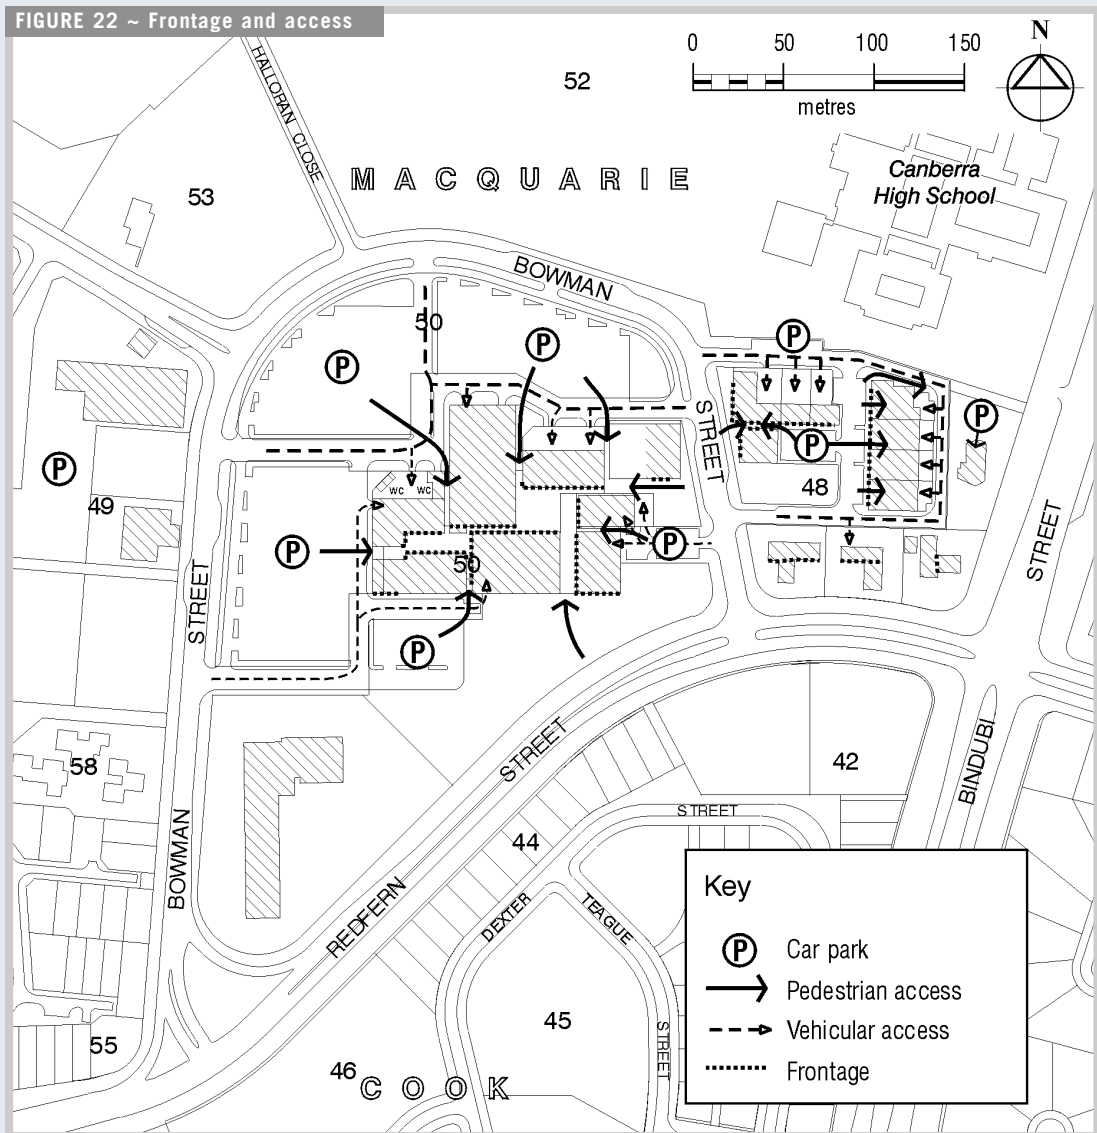 FIGURE 22 ~ Frontage and access
N
0 50 100 150
metres
52
HALLORAN CLOSE
MACQUARIE
Canberra
High School
53
BOWMAN
50
P
P
P
STREET
P
P
P
49
wc wc
48
P
P
50
STREET
STREET
P
STREET
42
BINDUBI
58
STREET
44
BOWMAN
REDFERN
DEXTER
TEAGUE
45
STREET
55
46
COOK
Key
P Car park
Pedestrian access
Vehicular access
Frontage